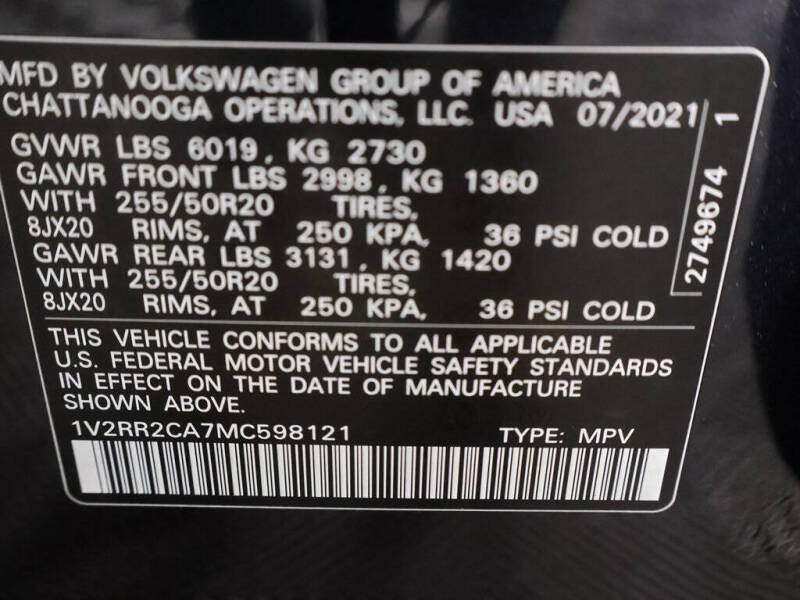 MFD BY VOLKSWAGEN GROUP OF AMERICA
CHATTANOOGA OPERATIONS, LLC. USA 07/2021
GVWR LBS 6019, KG 2730
GAWR FRONT LBS 2998, KG 1360
WITH 255/50R20 TIRES,
8JX20 RIMS, AT 250 KPA, 36 PSI COLD
GAWR REAR LBS 3131, KG 1420
WITH 255/50R20 TIRES,
8JX20 RIMS, AT 250 KPA, 36 PSI COLD
2749674 1
THIS VEHICLE CONFORMS TO ALL APPLICABLE
U.S. FEDERAL MOTOR VEHICLE SAFETY STANDARDS
IN EFFECT ON THE DATE OF MANUFACTURE
SHOWN ABOVE.
1V2RR2CA7MC598121 TYPE: MPV